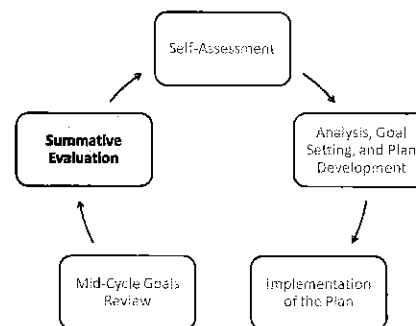 Self-Assessment
Summative
Evaluation
Analysis, Goal
Setting, and Plan
Development
Mid-Cycle Goals
Review
Implementation
of the Plan